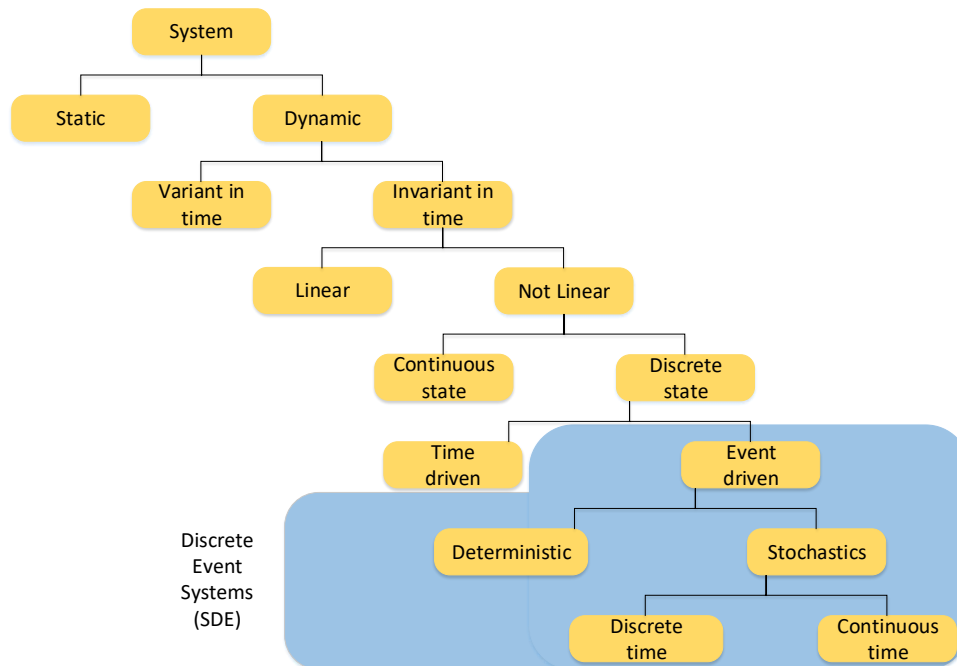 System
Static
Dynamic
Variant in
time
Invariant in
time
Linear
Not Linear
Continuous
state
Discrete
state
Time
driven
Event
driven
Discrete
Event
Systems
(SDE)
Deterministic
Stochastics
Discrete
time
Continuous
time